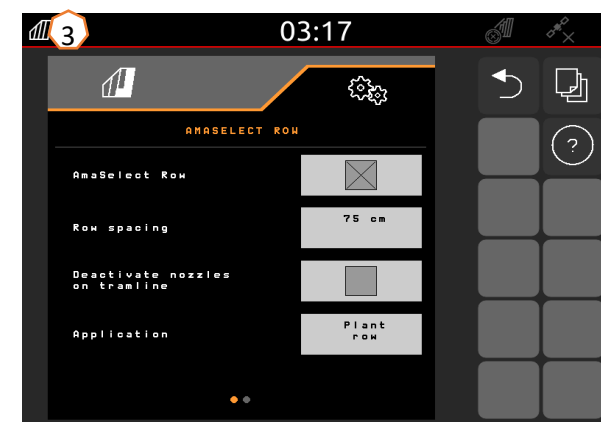 3
03:17
AMASELECT ROW
AmaSelect Row
75 cm
Row spacing
Deactivate nozzles
on tramline
Application
Plant
row
?